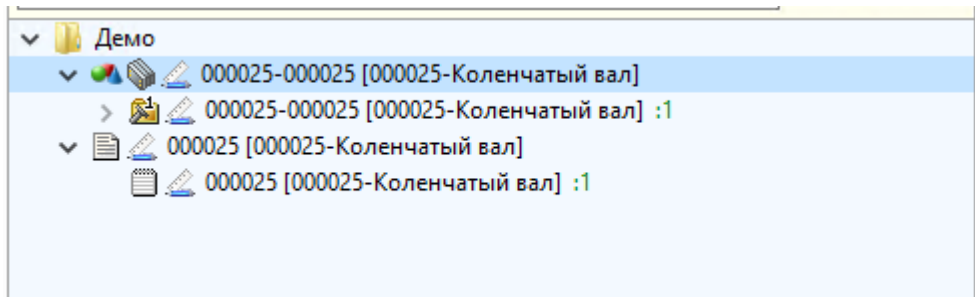 Демо
000025-000025 [000025-Коленчатый вал]
000025-000025 [000025-Коленчатый вал] :1
000025 [000025-Коленчатый вал]
000025 [000025-Коленчатый вал] :1